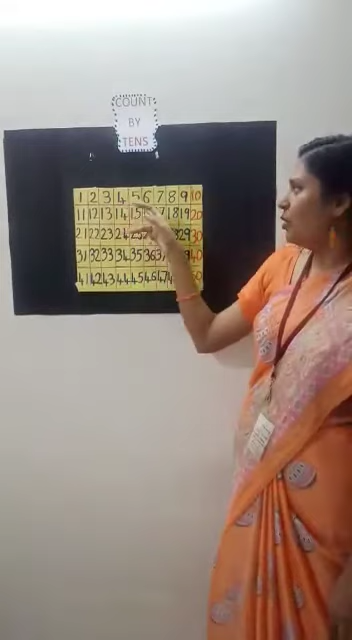 COUNT
BY
TENS
1 2 3 4 5 6 7 8 9 10
11 12 13 14 15 17 18 19 20
21 22 23 24 29 30
31 32 33 34 35 36 40
41 42 43 44 45 46 47